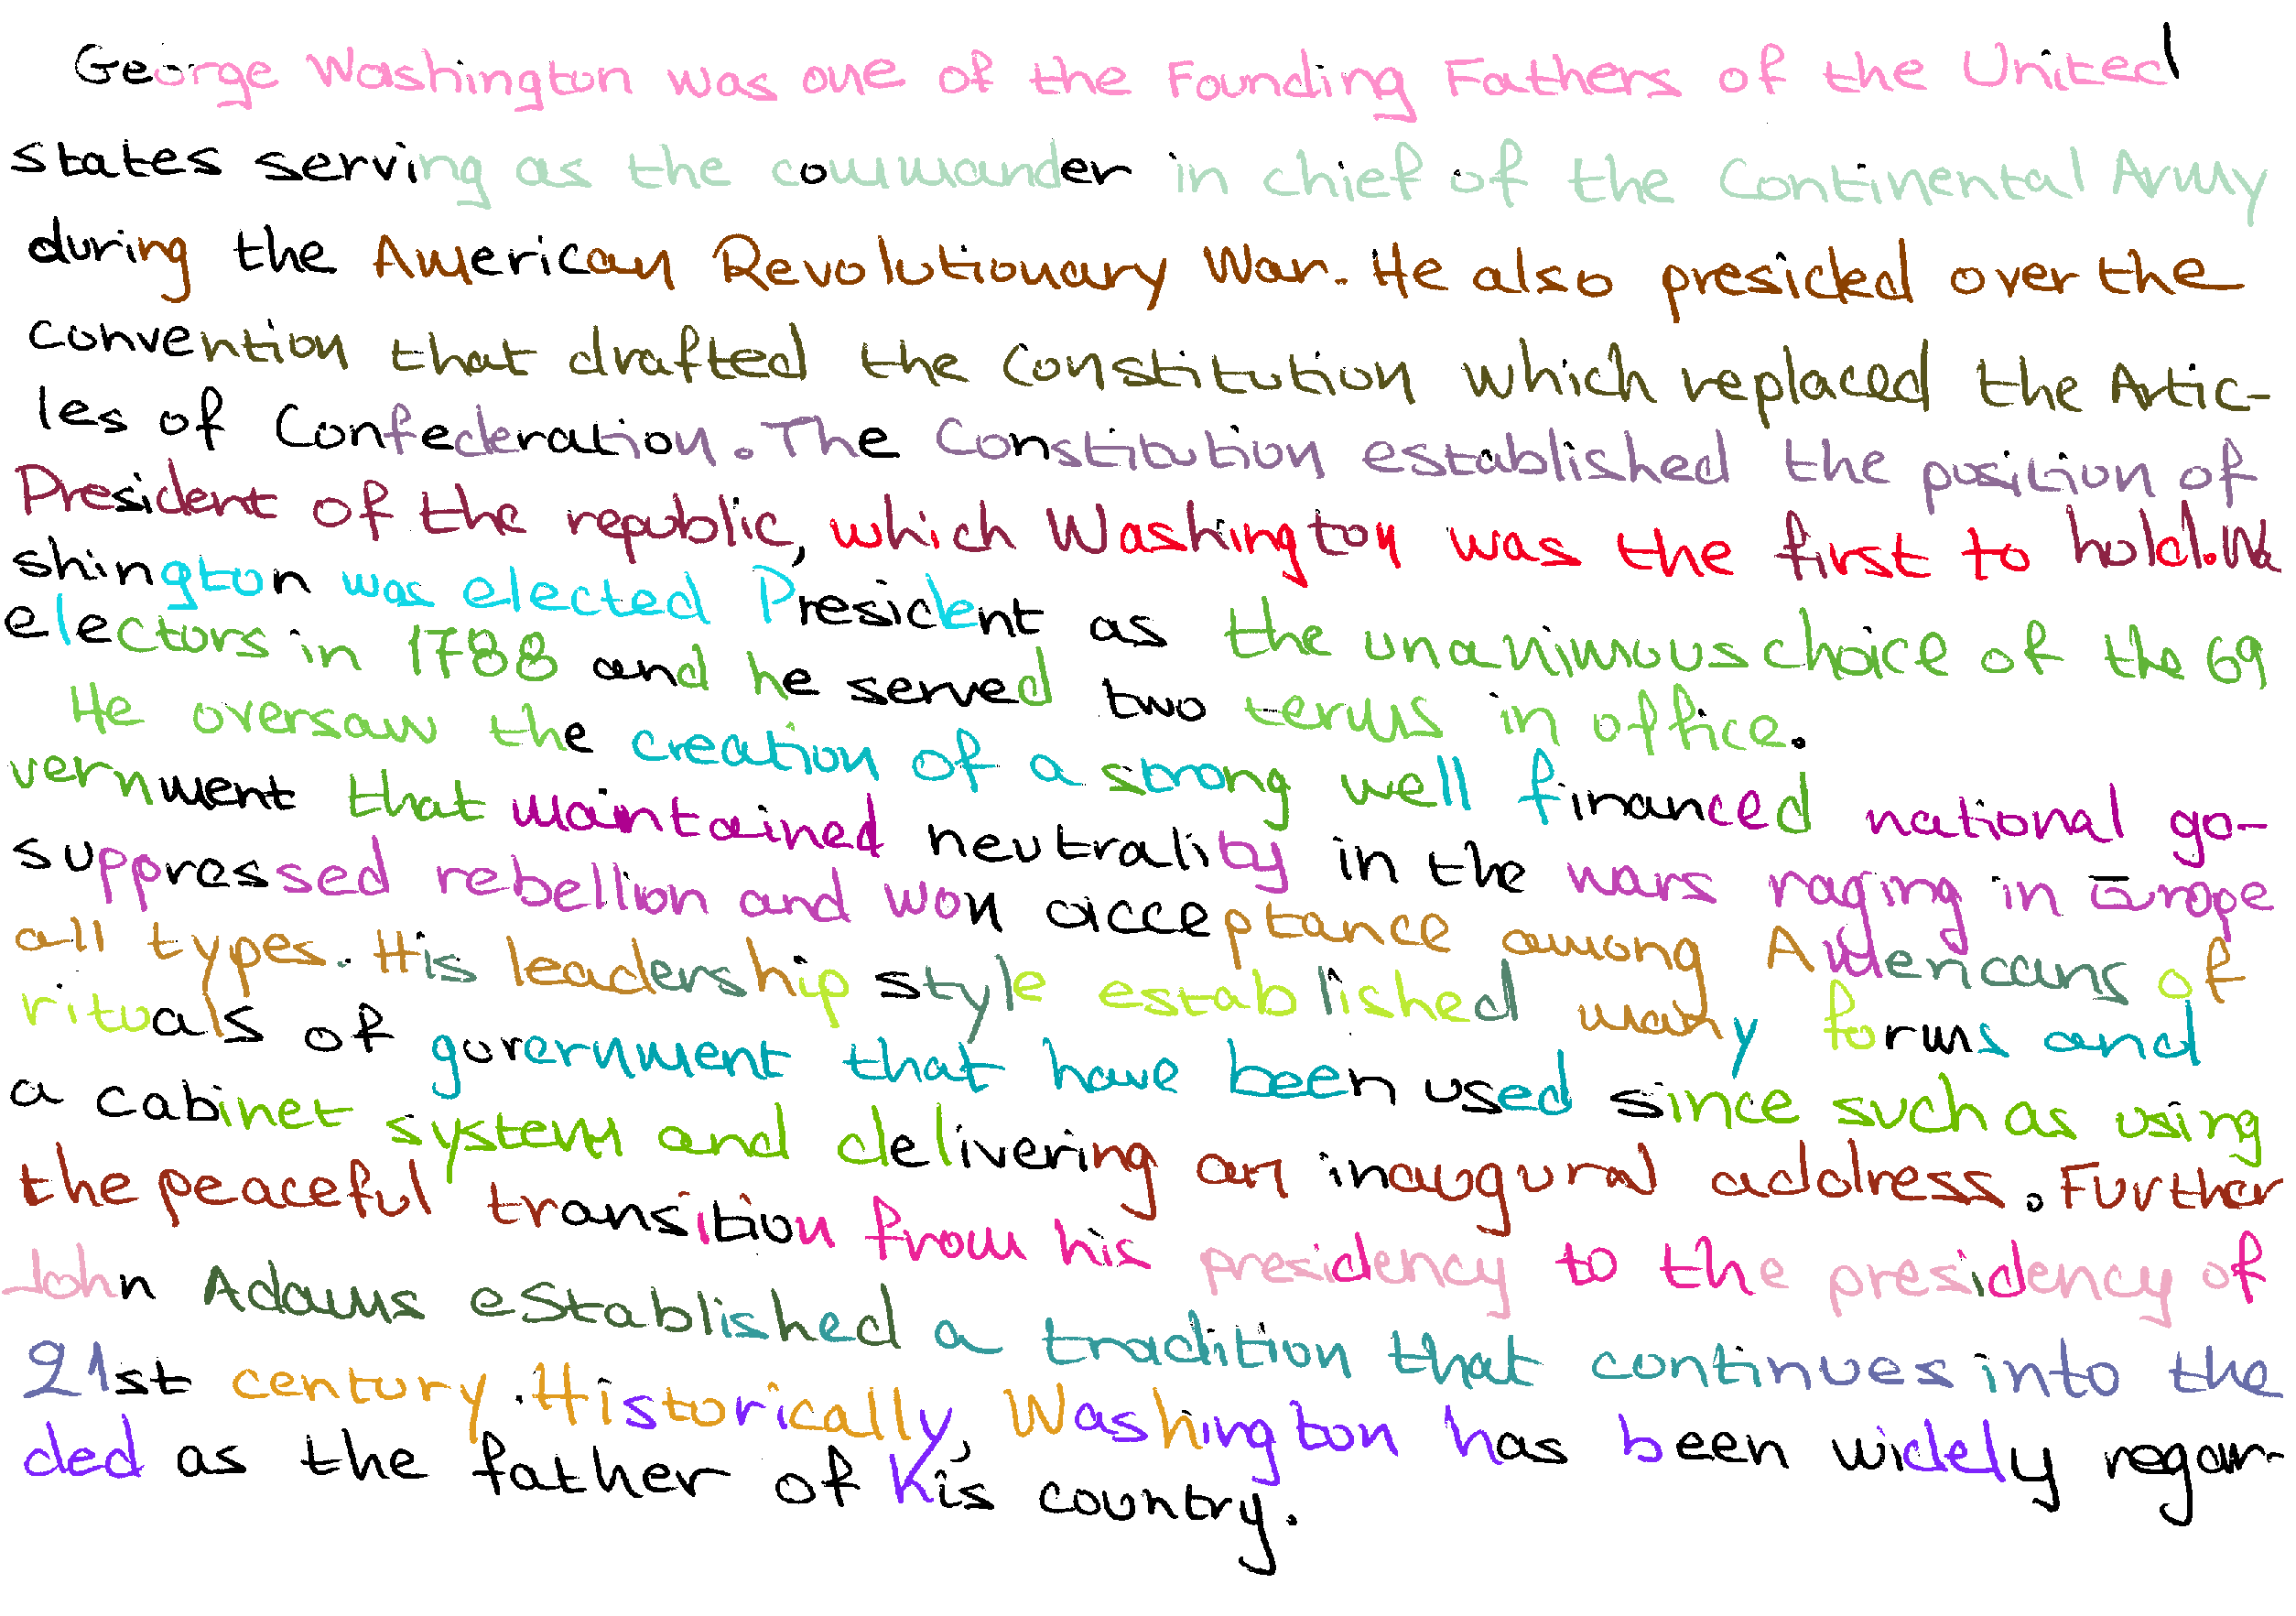 George Washington was one of the Founding Fathers of the United
states serving as the commander in chief of the Continental Army
during the American Revolutionary War. He also presided over the
convention that drafted the Constitution which replaced the Artic-
les of Confederation. The Constitution established the position of
President of the republic, which Washington was the first to hold. Wa
shington was elected President as the unanimous choice of the 69
electors in 1788 and he served two terms in office.
He oversaw the creation of a strong well financed national go-
vernment that maintained neutrality in the wars raging in Europe
suppressed rebellion and won acceptance among Americans of
all types. His leadership style established many forms and
rituals of government that have been used since such as using
a cabinet system and delivering an inaugural address. Further
the peaceful transition from his presidency to the presidency of
John Adams established a tradition that continues into the
21st century. Historically, Washington has been widely regar-
ded as the father of his country.